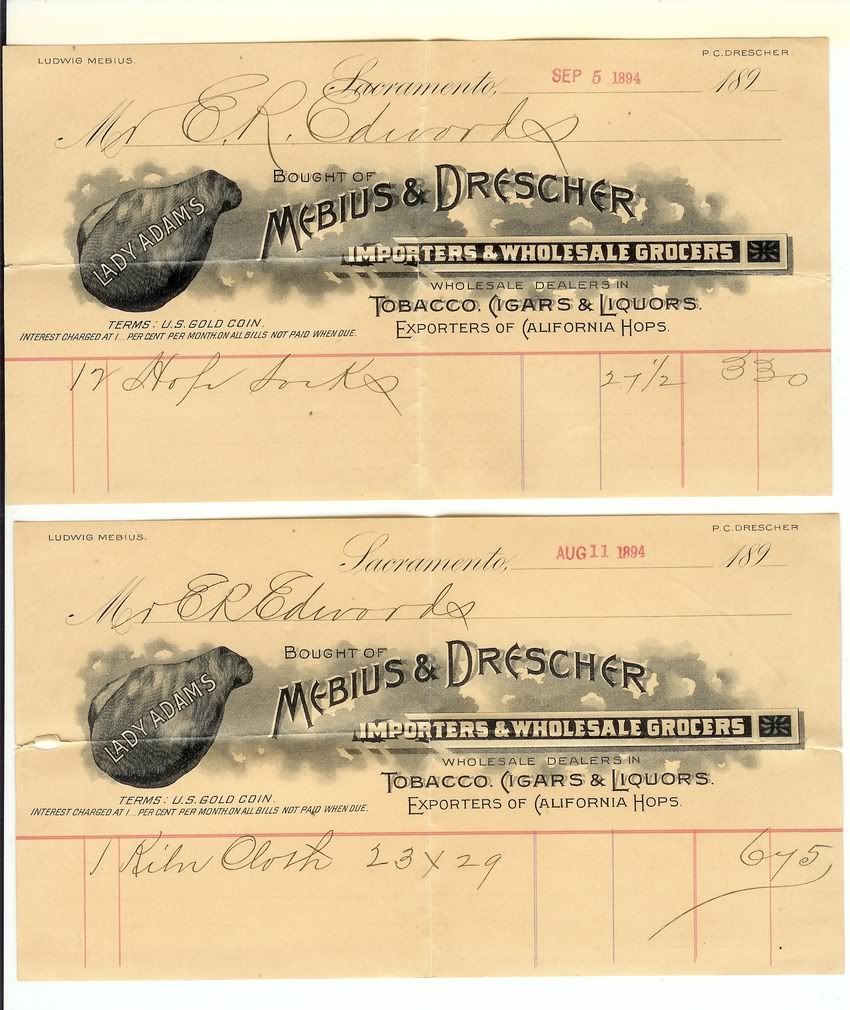 LUDWIG MEBIUS. P.C. DRESCHER.
Sacramento, SEP 5 1894 189
Mr E. R. Edwards
BOUGHT OF
MEBIUS & DRESCHER
LADY ADAMS
IMPORTERS & WHOLESALE GROCERS
WHOLESALE DEALERS IN
TOBACCO, CIGARS & LIQUORS.
TERMS: U.S. GOLD COIN.
EXPORTERS OF CALIFORNIA HOPS.
INTEREST CHARGED AT 1... PER CENT PER MONTH, ON ALL BILLS NOT PAID WHEN DUE.
12 Hop Socks 27 1/2 3 30
LUDWIG MEBIUS. P.C. DRESCHER
Sacramento, AUG 11 1894 189
Mr E R Edwards
BOUGHT OF
MEBIUS & DRESCHER
LADY ADAMS
IMPORTERS & WHOLESALE GROCERS
WHOLESALE DEALERS IN
TOBACCO, CIGARS & LIQUORS.
TERMS: U.S. GOLD COIN.
EXPORTERS OF CALIFORNIA HOPS.
INTEREST CHARGED AT 1... PER CENT PER MONTH, ON ALL BILLS NOT PAID WHEN DUE.
1 Kiln Cloth 23 X 29 6 75